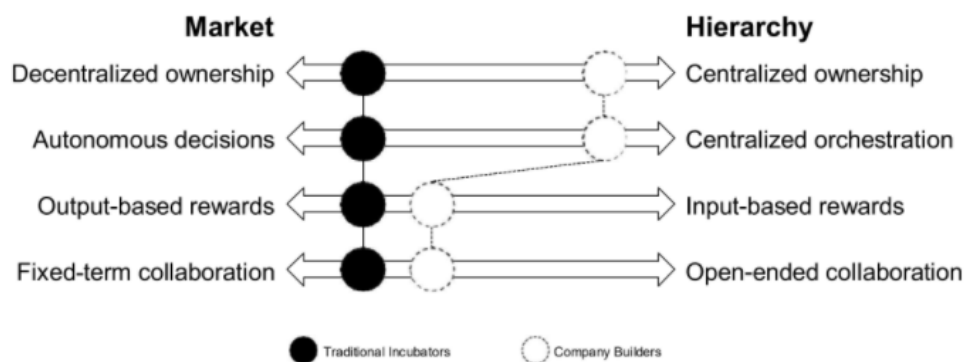 Market Hierarchy
Decentralized ownership Centralized ownership
Autonomous decisions Centralized orchestration
Output-based rewards Input-based rewards
Fixed-term collaboration Open-ended collaboration
Traditional Incubators Company Builders